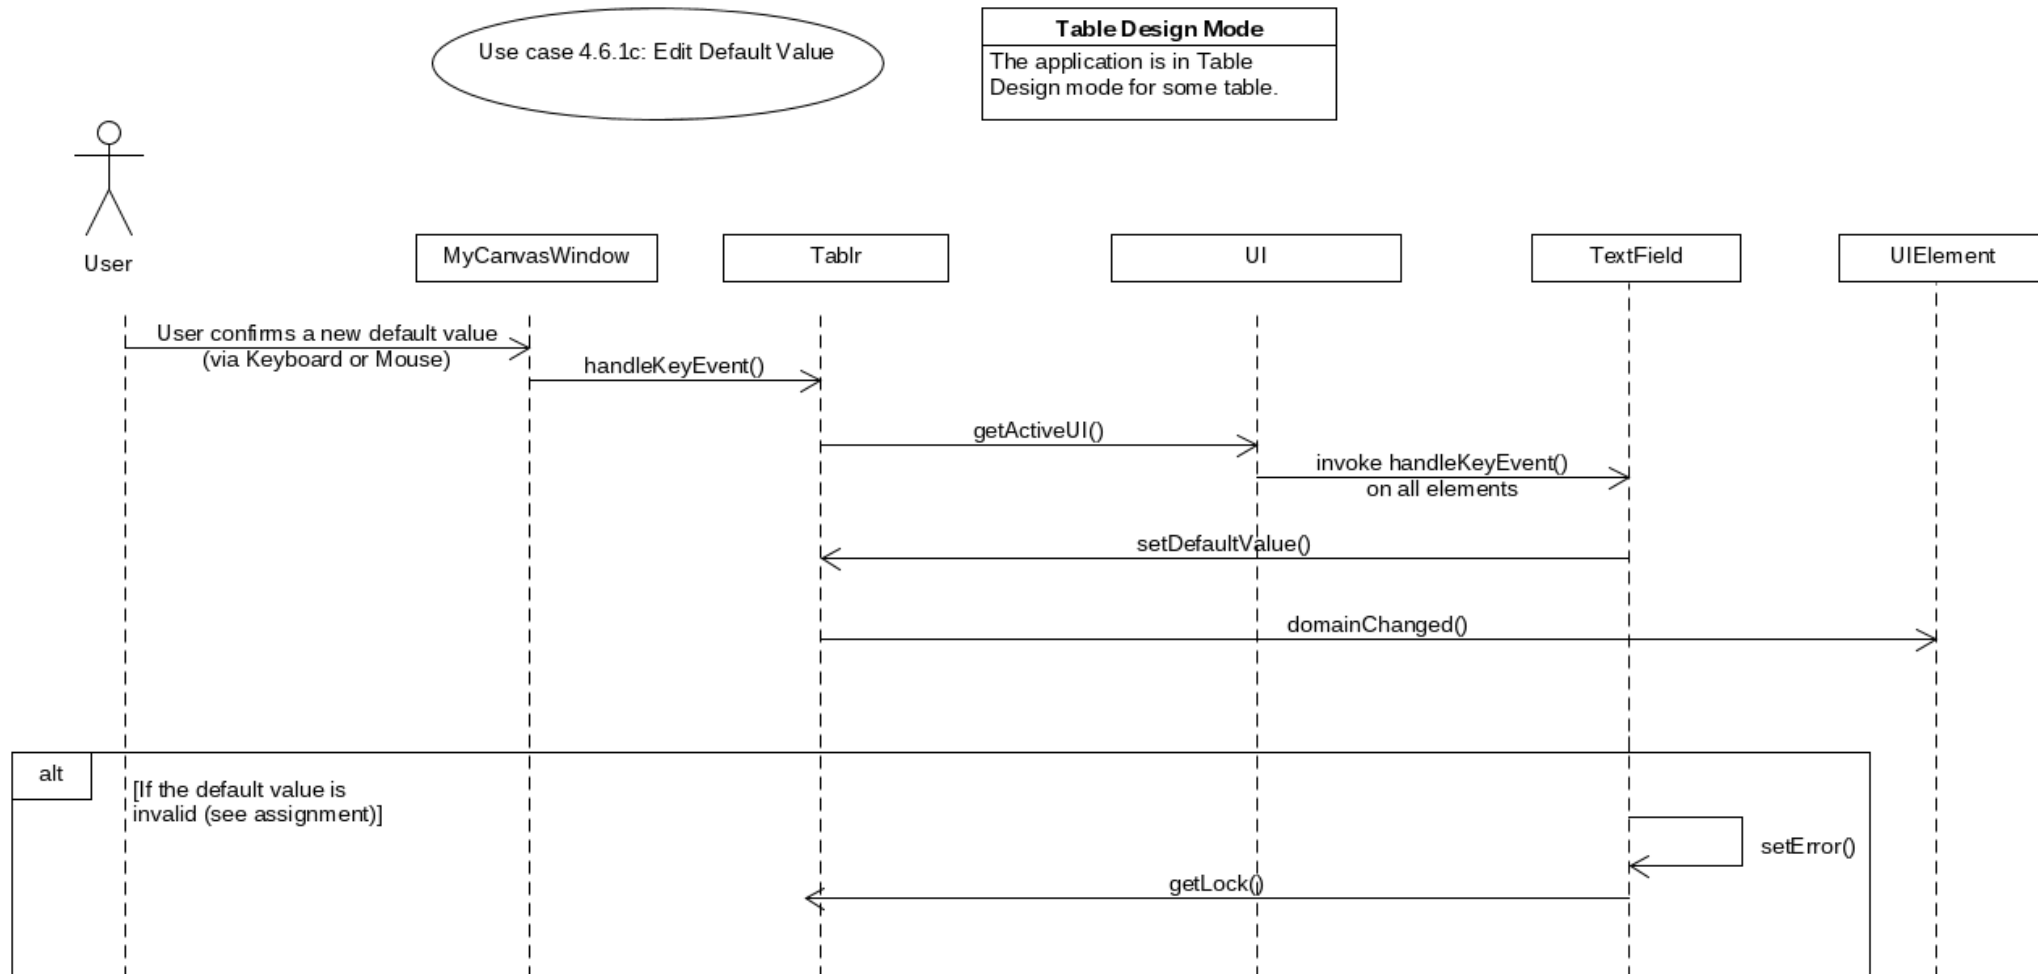 Use case 4.6.1c: Edit Default Value
Table Design Mode
The application is in Table
Design mode for some table.
User
MyCanvasWindow
Tablr
UI
TextField
UIElement
User confirms a new default value
(via Keyboard or Mouse)
handleKeyEvent()
getActiveUI()
invoke handleKeyEvent()
on all elements
setDefaultValue()
domainChanged()
alt
[If the default value is
invalid (see assignment)]
setError()
getLock()